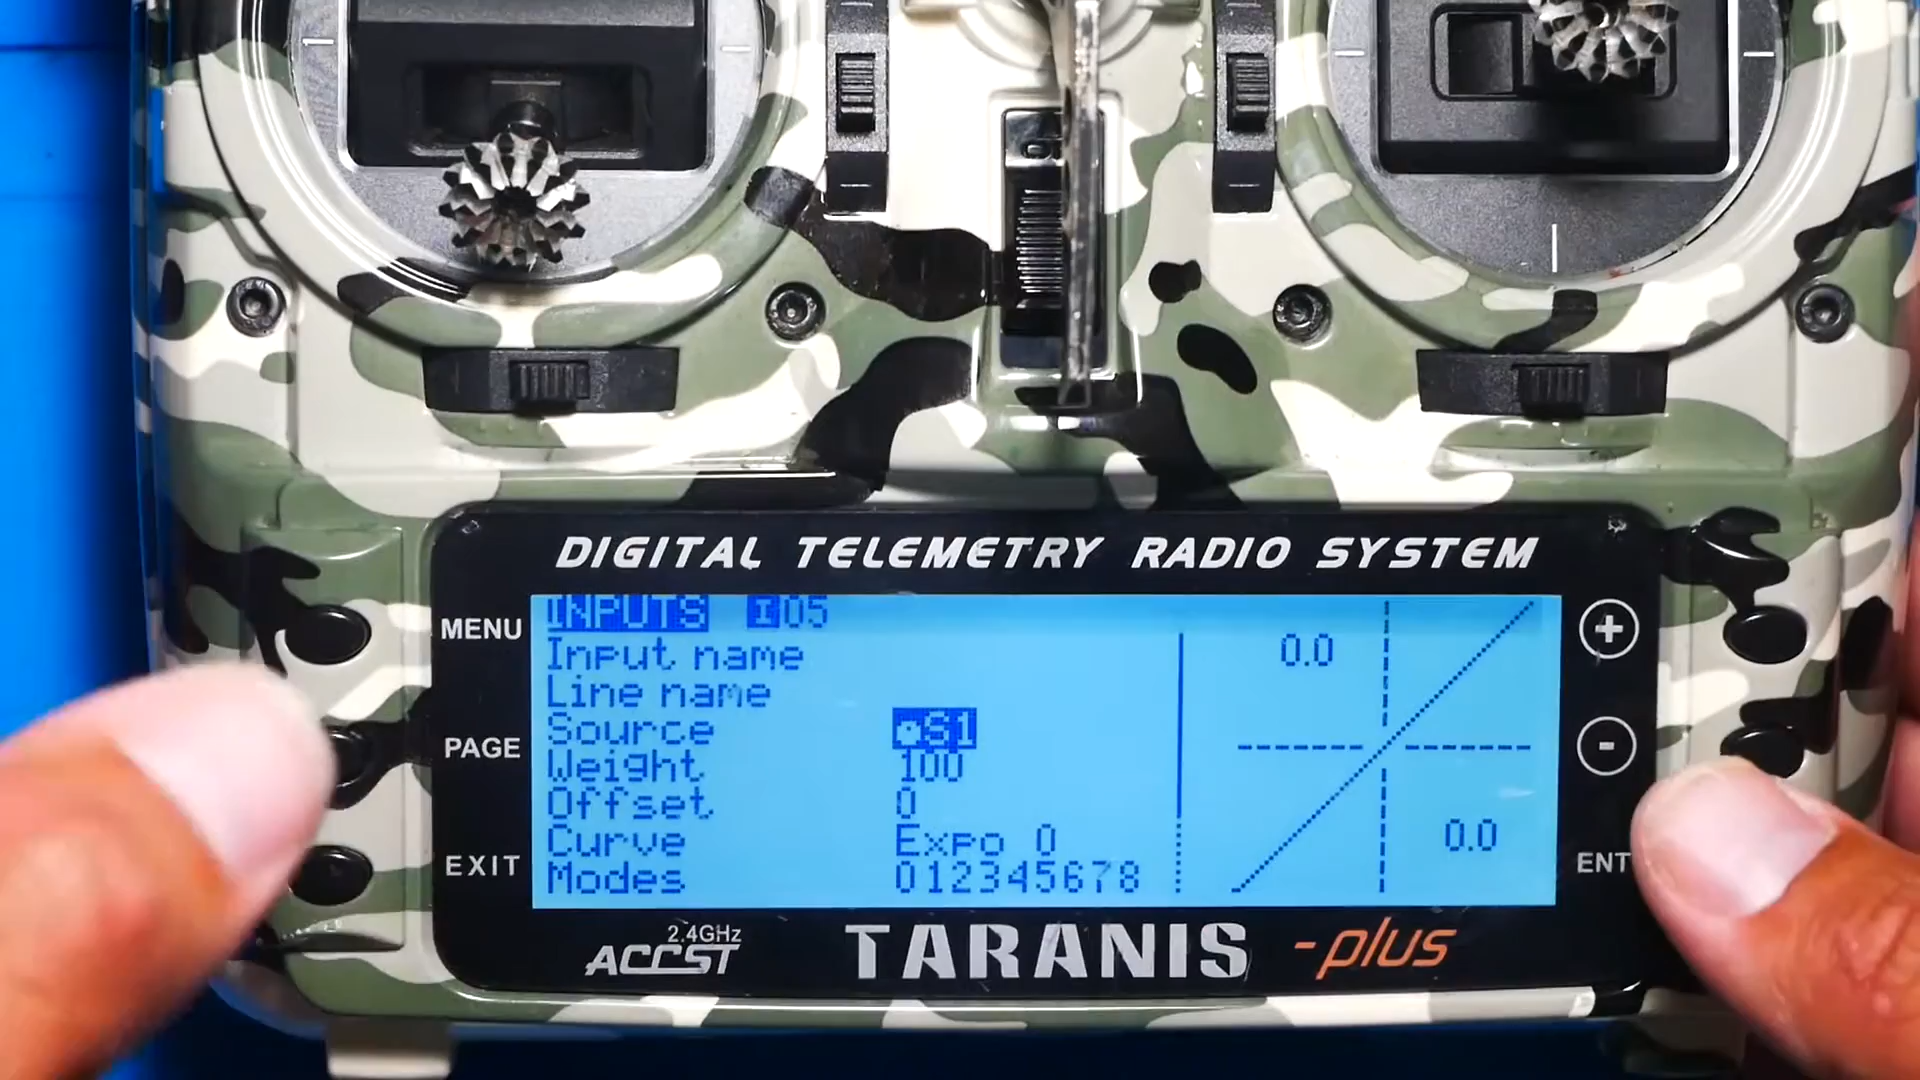 DIGITAL TELEMETRY RADIO SYSTEM
MENU
PAGE
EXIT
INPUTS I05
Input name
Line name
Source S1
Weight 100
Offset 0
Curve Expo 0
Modes 012345678
0.0
0.0
+
-
ENT
2.4GHz
ACCST
TARANIS -plus